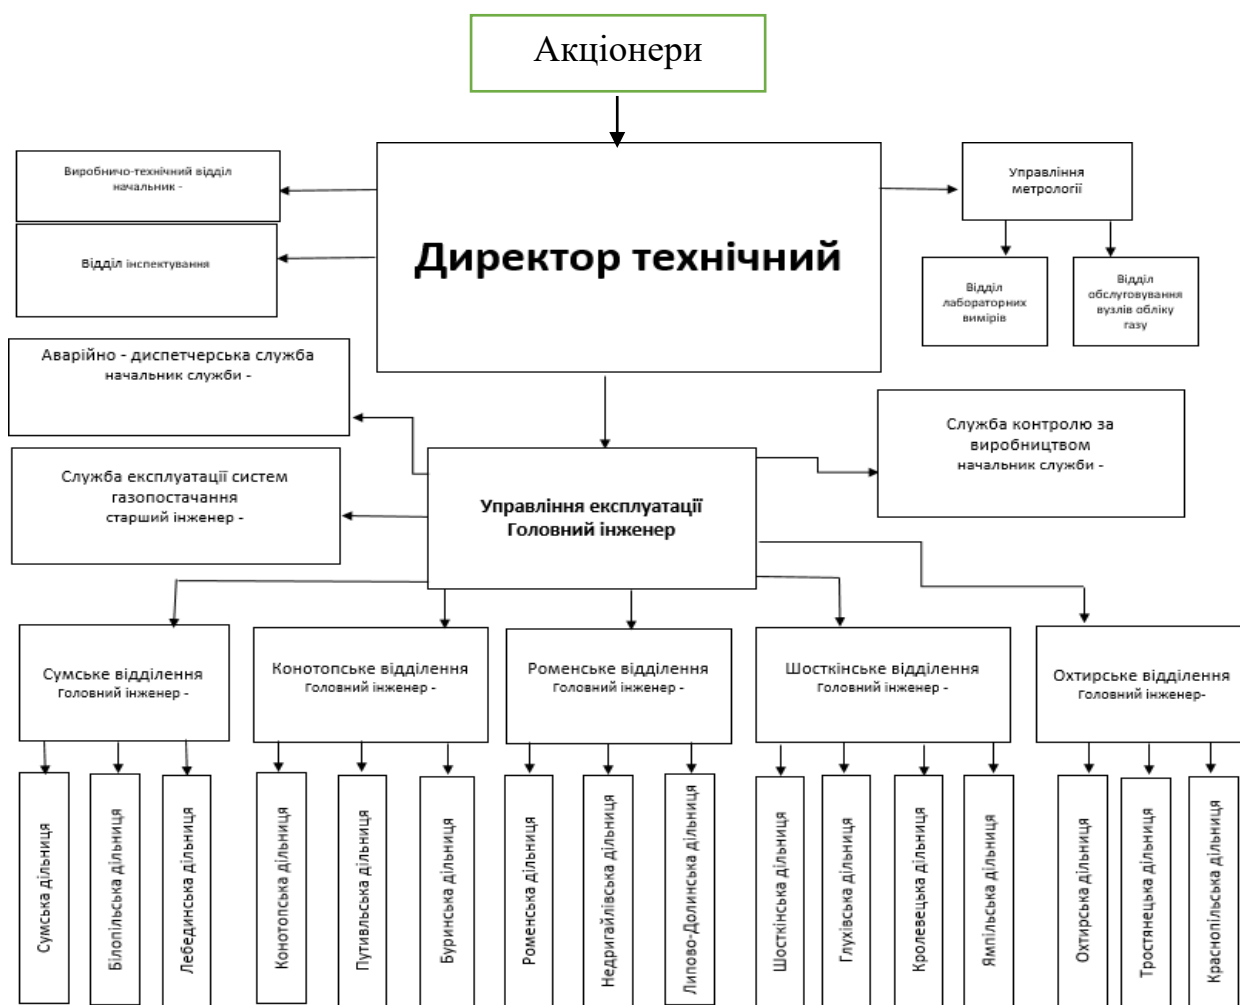 Акціонери
Виробничо-технічний відділ
начальник -
Відділ інспектування
Директор технічний
Управління
метрології
Відділ
лабораторних
вимірів
Відділ
обслуговування
вузлів обліку
газу
Аварійно - диспетчерська служба
начальник служби -
Служба експлуатації систем
газопостачання
старший інженер -
Управління експлуатації
Головний інженер
Служба контролю за
виробництвом
начальник служби -
Сумське відділення
Головний інженер -
Конотопське відділення
Головний інженер -
Роменське відділення
Головний інженер -
Шосткінське відділення
Головний інженер -
Охтирське відділення
Головний інженер-
Сумська дільниця
Білопільська дільниця
Лебединська дільниця
Конотопська дільниця
Путивльська дільниця
Буринська дільниця
Роменська дільниця
Недригайлівська дільниця
Липово-Долинська дільниця
Шосткінська дільниця
Глухівська дільниця
Кролевецька дільниця
Ямпільська дільниця
Охтирська дільниця
Тростянецька дільниця
Краснопільська дільниця